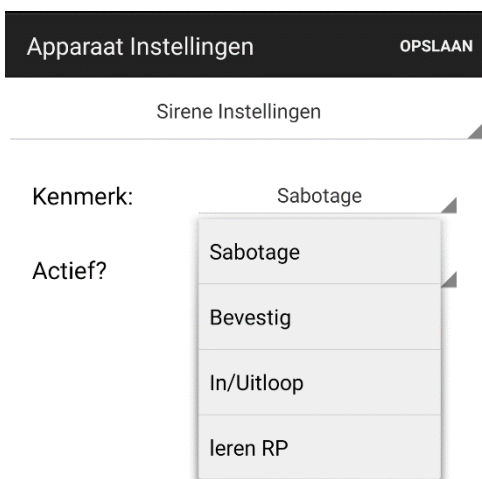 Apparaat Instellingen OPSLAAN
Sirene Instellingen
Kenmerk: Sabotage
Actief?
Sabotage
Bevestig
In/Uitloop
leren RP